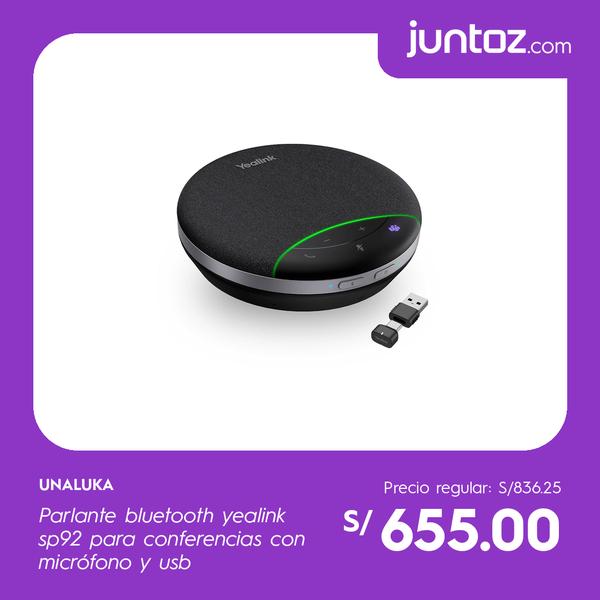 juntoz.com
Yealink
UNALUKA
Parlante bluetooth yealink
sp92 para conferencias con
micrófono y usb
Precio regular: S/836.25
S/ 655.00